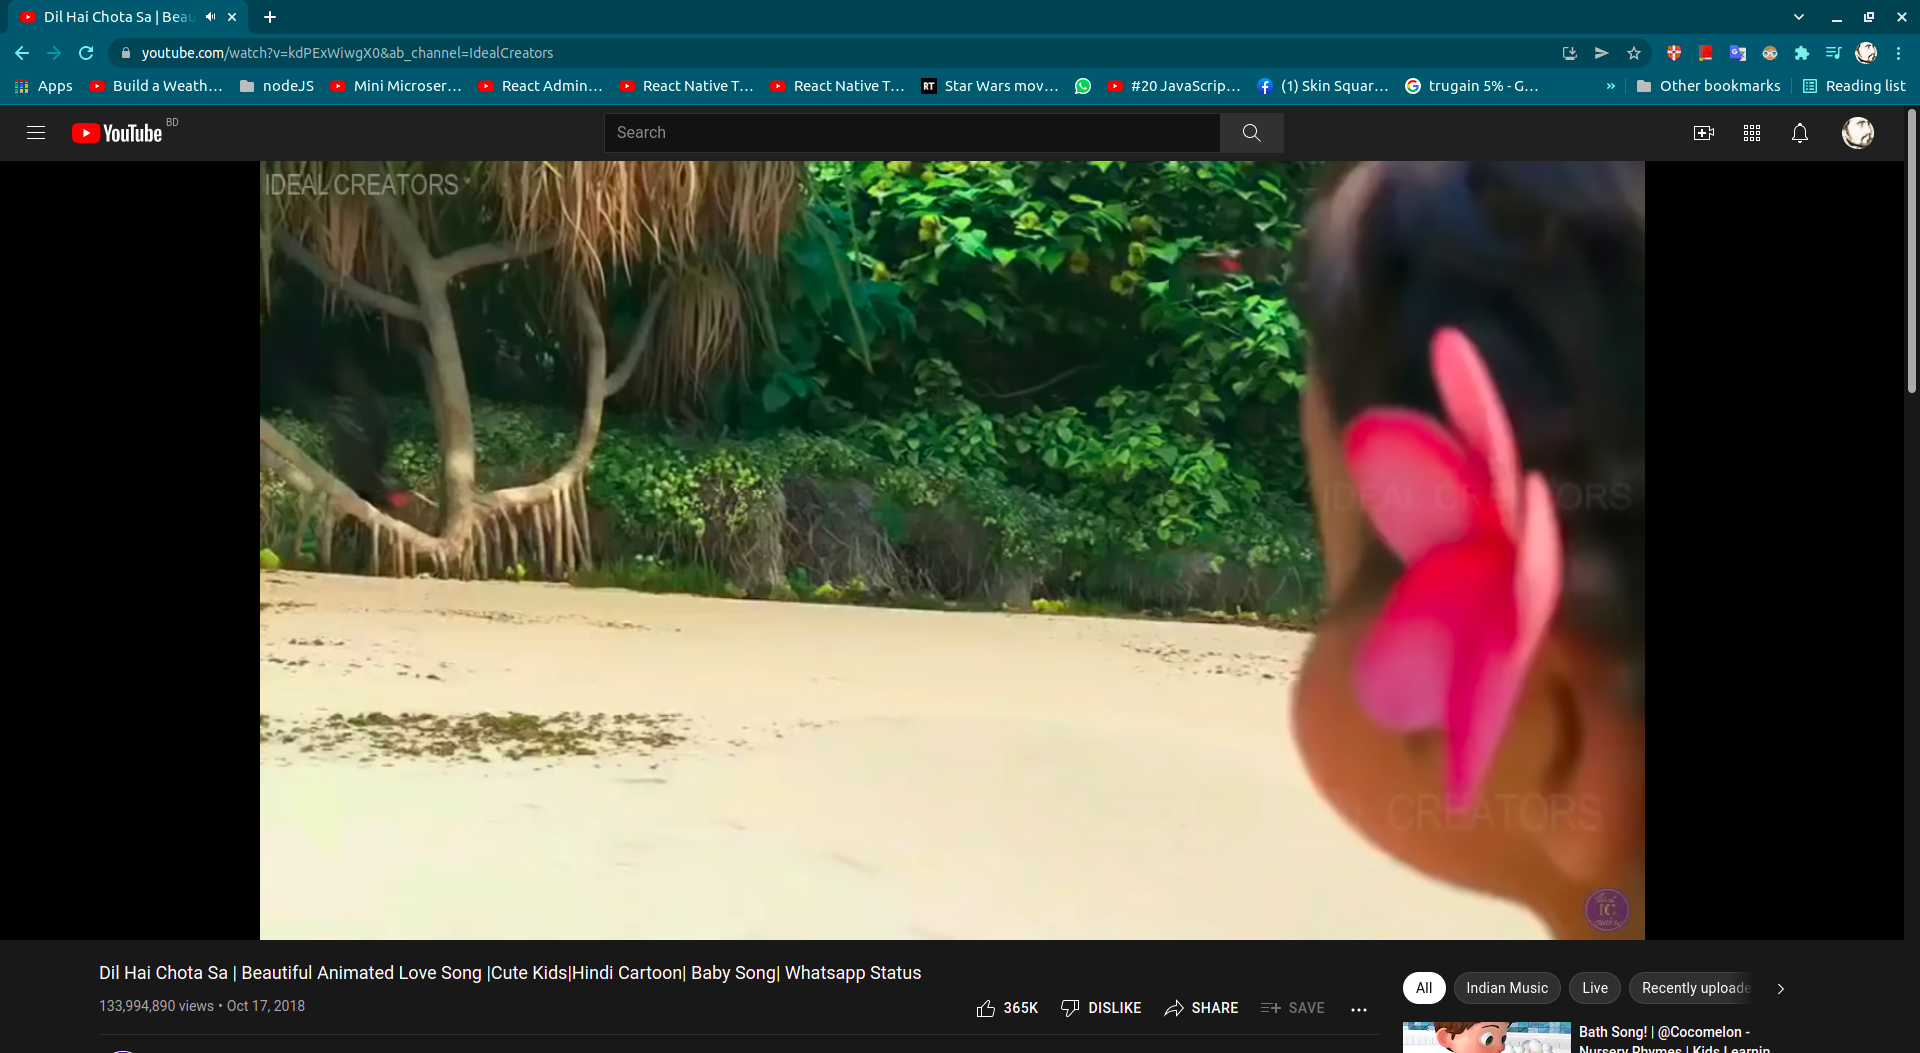 Dil Hai Chota Sa | Beau
youtube.com/watch?v=kdPExWiwgX0&ab_channel=IdealCreators
Apps Build a Weath... nodeJS Mini Microser... React Admin... React Native T... React Native T... RT Star Wars mov... #20 JavaScrip... (1) Skin Squar... trugain 5% - G... » Other bookmarks Reading list
YouTube BD Search
IDEAL CREATORS
IDEAL CREATORS
CREATORS
IC
Dil Hai Chota Sa | Beautiful Animated Love Song |Cute Kids|Hindi Cartoon| Baby Song| Whatsapp Status
133,994,890 views • Oct 17, 2018
365K DISLIKE SHARE SAVE
All Indian Music Live Recently uploade
Bath Song! | @Cocomelon -
Nursery Rhymes | Kids Learnin